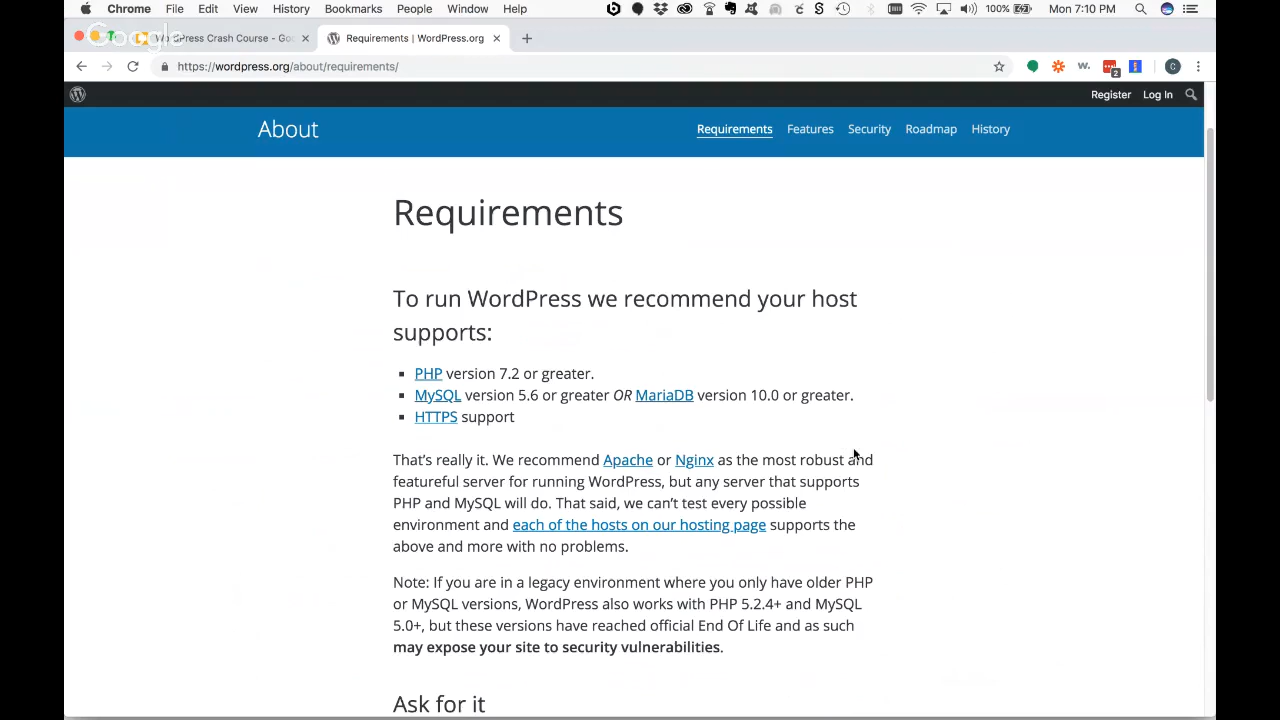 Chrome File Edit View History Bookmarks People Window Help 100% Mon 7:10 PM
Google
WordPress Crash Course - Go
Requirements | WordPress.org
https://wordpress.org/about/requirements/
w.
2
C
Register Log In
About
Requirements Features Security Roadmap History
Requirements
To run WordPress we recommend your host
supports:
PHP version 7.2 or greater.
MySQL version 5.6 or greater OR MariaDB version 10.0 or greater.
HTTPS support
That’s really it. We recommend Apache or Nginx as the most robust and
featureful server for running WordPress, but any server that supports
PHP and MySQL will do. That said, we can’t test every possible
environment and each of the hosts on our hosting page supports the
above and more with no problems.
Note: If you are in a legacy environment where you only have older PHP
or MySQL versions, WordPress also works with PHP 5.2.4+ and MySQL
5.0+, but these versions have reached official End Of Life and as such
may expose your site to security vulnerabilities.
Ask for it